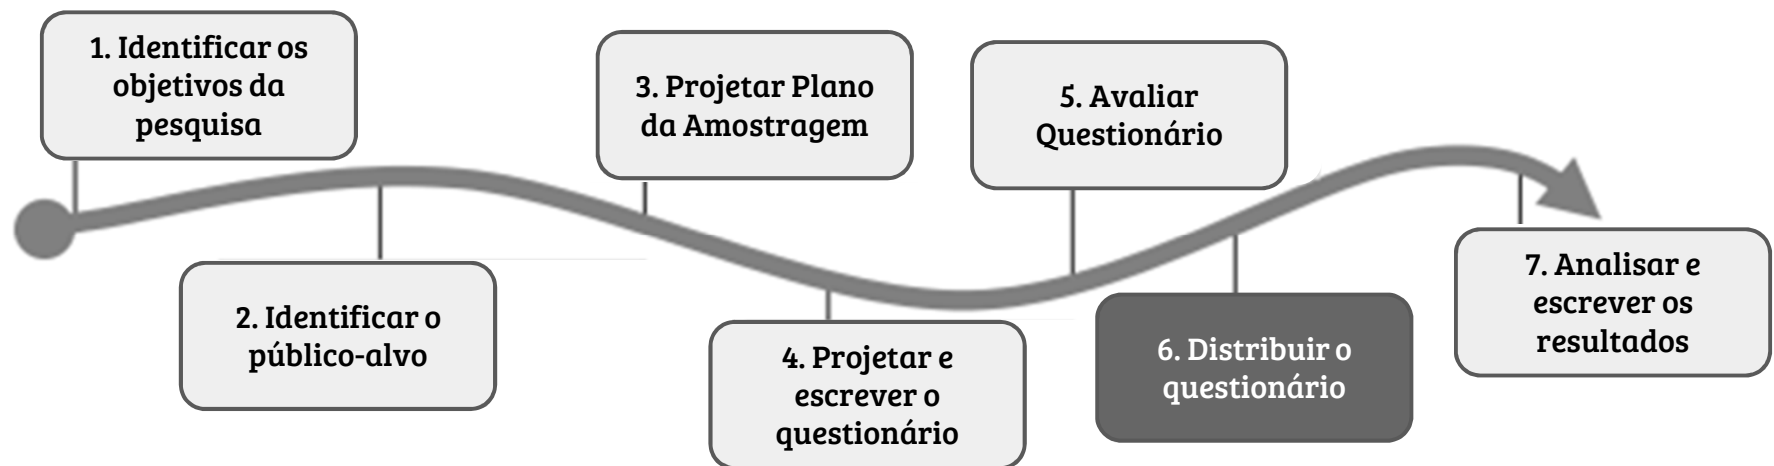 1. Identificar os
objetivos da
pesquisa
2. Identificar o
público-alvo
3. Projetar Plano
da Amostragem
4. Projetar e
escrever o
questionário
5. Avaliar
Questionário
6. Distribuir o
questionário
7. Analisar e
escrever os
resultados